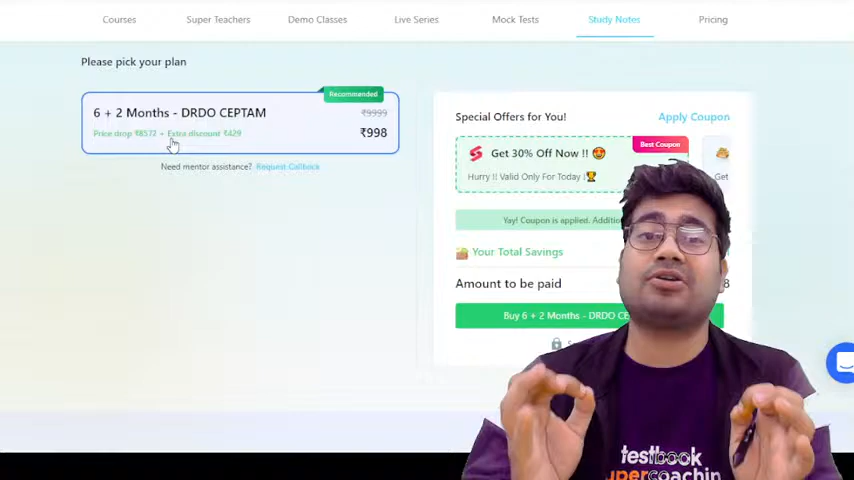 Courses Super Teachers Demo Classes Live Series Mock Tests Study Notes Pricing
Please pick your plan
Recommended
6 + 2 Months - DRDO CEPTAM ₹9999
Price drop ₹8572 + Extra discount ₹429 ₹998
Need mentor assistance? Request Callback
Special Offers for You! Apply Coupon
Best Coupon
Get 30% Off Now !!
Hurry !! Valid Only For Today !
Get
Yay! Coupon is applied.
Your Total Savings
Amount to be paid 8
Buy 6 + 2 Months - DRDO CE
testbook
upercoachin